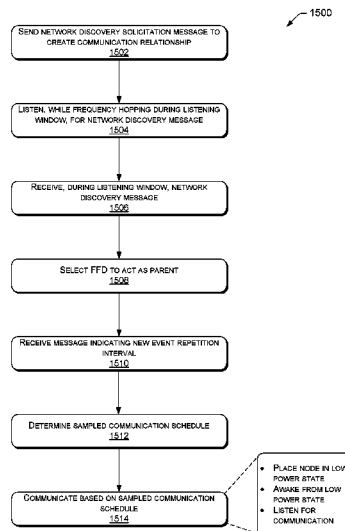 1500
SEND NETWORK DISCOVERY SOLICITATION MESSAGE TO
CREATE COMMUNICATION RELATIONSHIP
1502
LISTEN, WHILE FREQUENCY HOPPING DURING LISTENING
WINDOW, FOR NETWORK DISCOVERY MESSAGE
1504
RECEIVE, DURING LISTENING WINDOW, NETWORK
DISCOVERY MESSAGE
1506
SELECT FFD TO ACT AS PARENT
1508
RECEIVE MESSAGE INDICATING NEW EVENT REPETITION
INTERVAL
1510
DETERMINE SAMPLED COMMUNICATION SCHEDULE
1512
COMMUNICATE BASED ON SAMPLED COMMUNICATION
SCHEDULE
1514
• PLACE NODE IN LOW
POWER STATE
• AWAKE FROM LOW
POWER STATE
• LISTEN FOR
COMMUNICATION